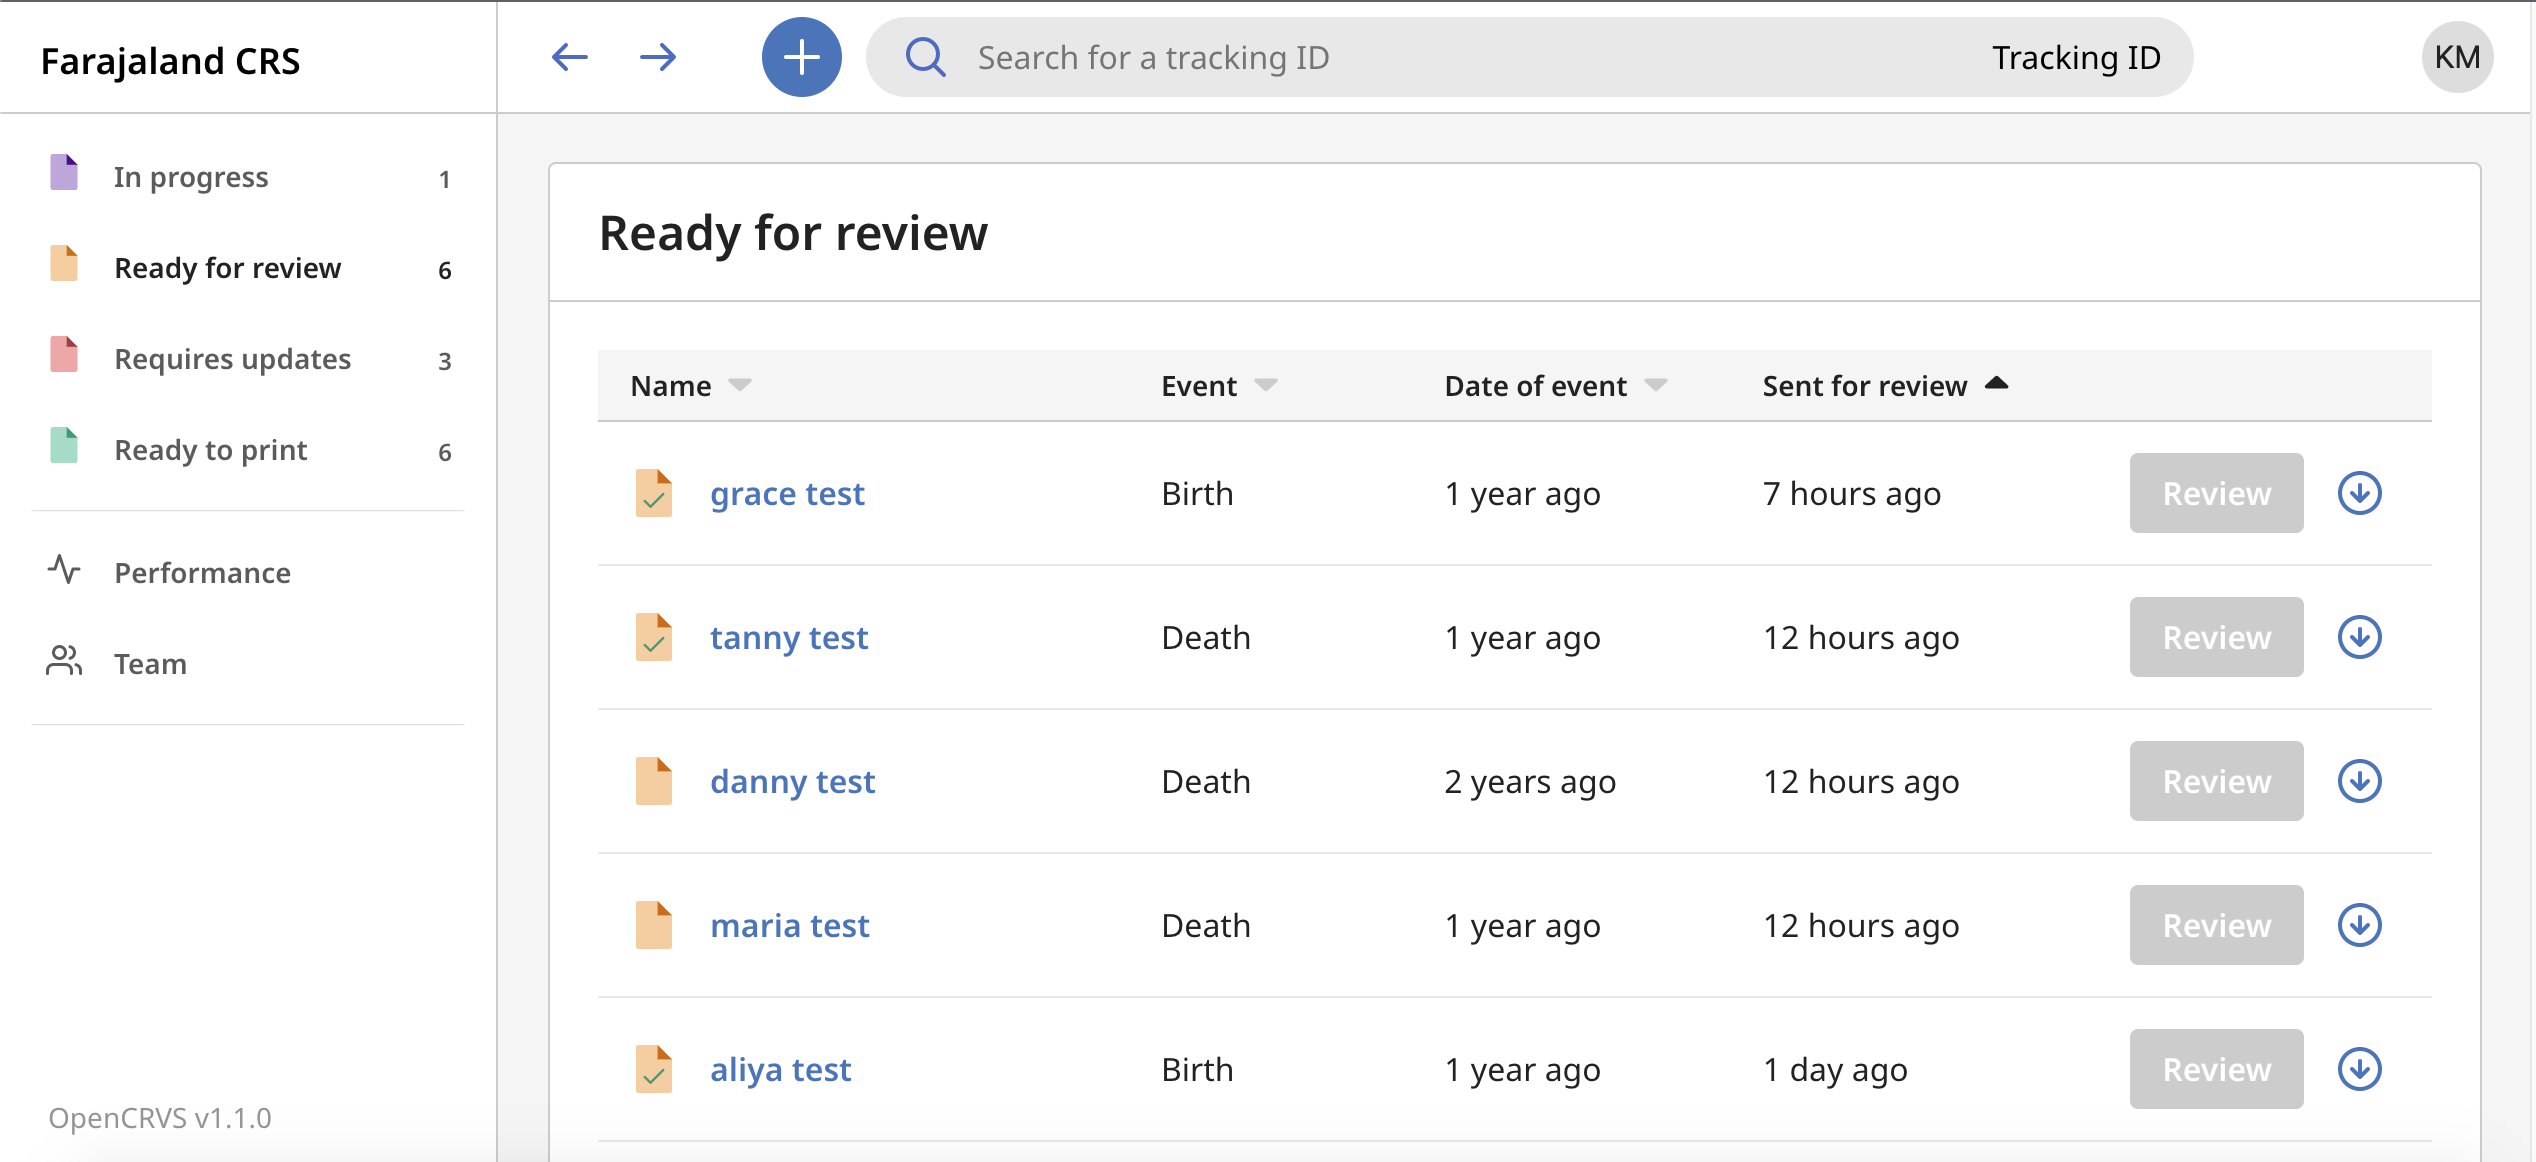 Farajaland CRS
Search for a tracking ID
Tracking ID
KM
In progress 1
Ready for review 6
Requires updates 3
Ready to print 6
Performance
Team
OpenCRVS v1.1.0
Ready for review
Name Event Date of event Sent for review
grace test Birth 1 year ago 7 hours ago Review
tanny test Death 1 year ago 12 hours ago Review
danny test Death 2 years ago 12 hours ago Review
maria test Death 1 year ago 12 hours ago Review
aliya test Birth 1 year ago 1 day ago Review